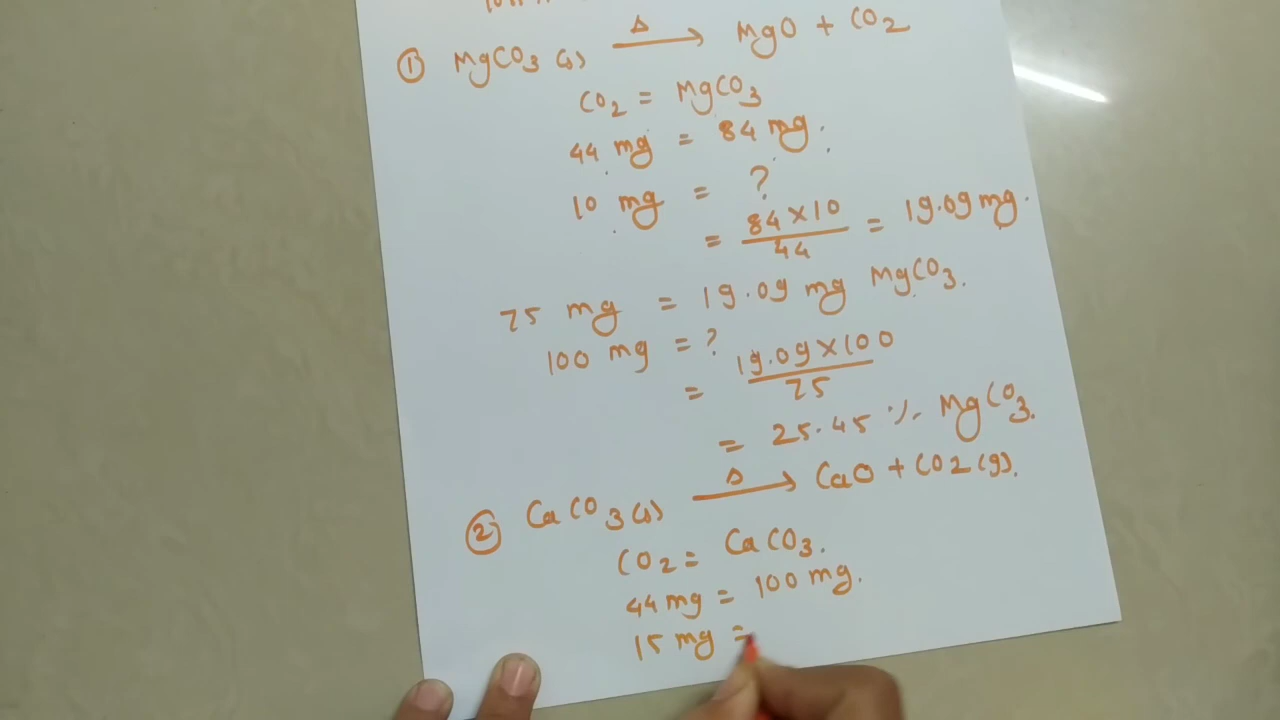 ① MgCO3 (s) Δ → MgO + CO2
CO2 = MgCO3
44 mg = 84 mg.
10 mg = ?
= 84 × 10 / 44 = 19.09 mg.
75 mg = 19.09 mg MgCO3.
100 mg = ?
= 19.09 × 100 / 75
= 25.45 % MgCO3.
② CaCO3 (s) Δ → CaO + CO2 (g).
CO2 = CaCO3.
44 mg = 100 mg.
15 mg =